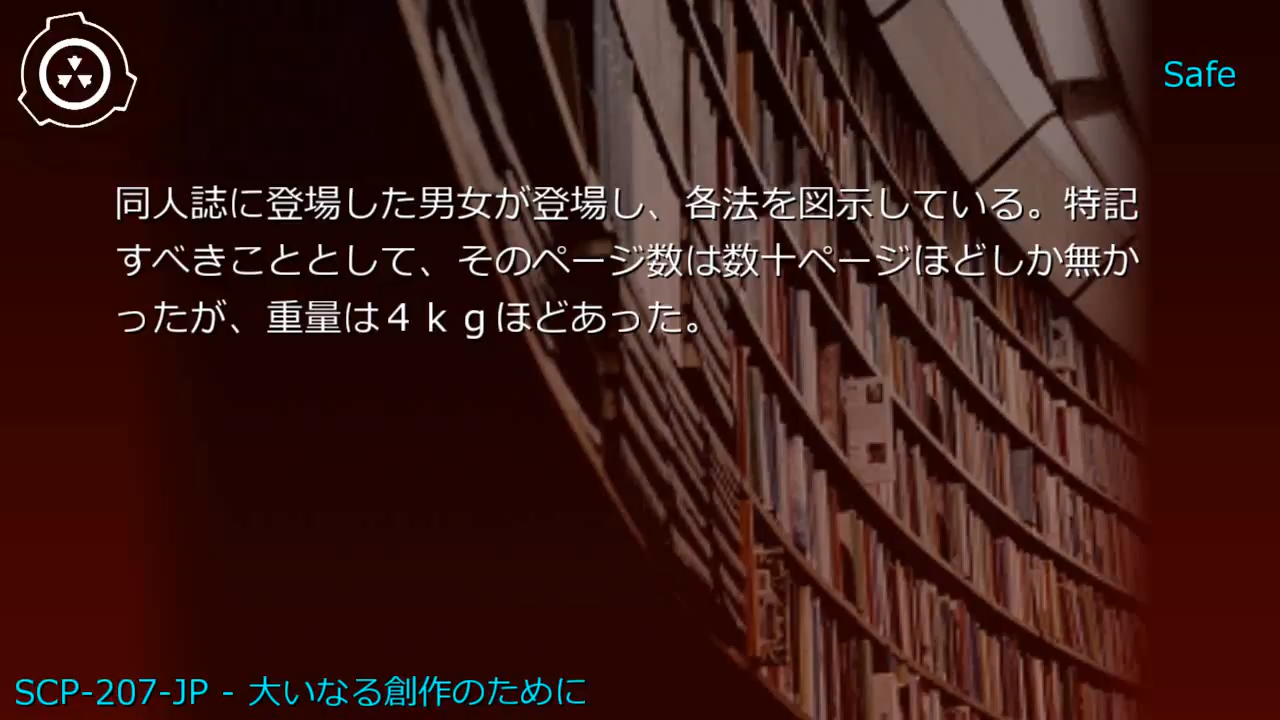 Safe
同人誌に登場した男女が登場し、各法を図示している。特記
すべきこととして、そのページ数は数十ページほどしか無か
ったが、重量は４ｋｇほどあった。
SCP-207-JP - 大いなる創作のために